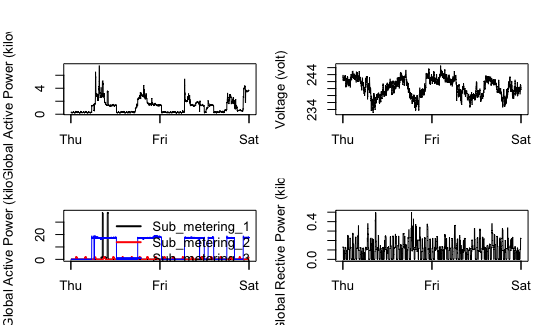 Global Active Power (kilo
4
0
Thu Fri Sat
Voltage (volt)
244
234
Thu Fri Sat
Global Active Power (kilo
20
0
Sub_metering_1
Sub_metering_2
Sub_metering_3
Thu Fri Sat
Global Rective Power (kilo
0.4
0.0
Thu Fri Sat